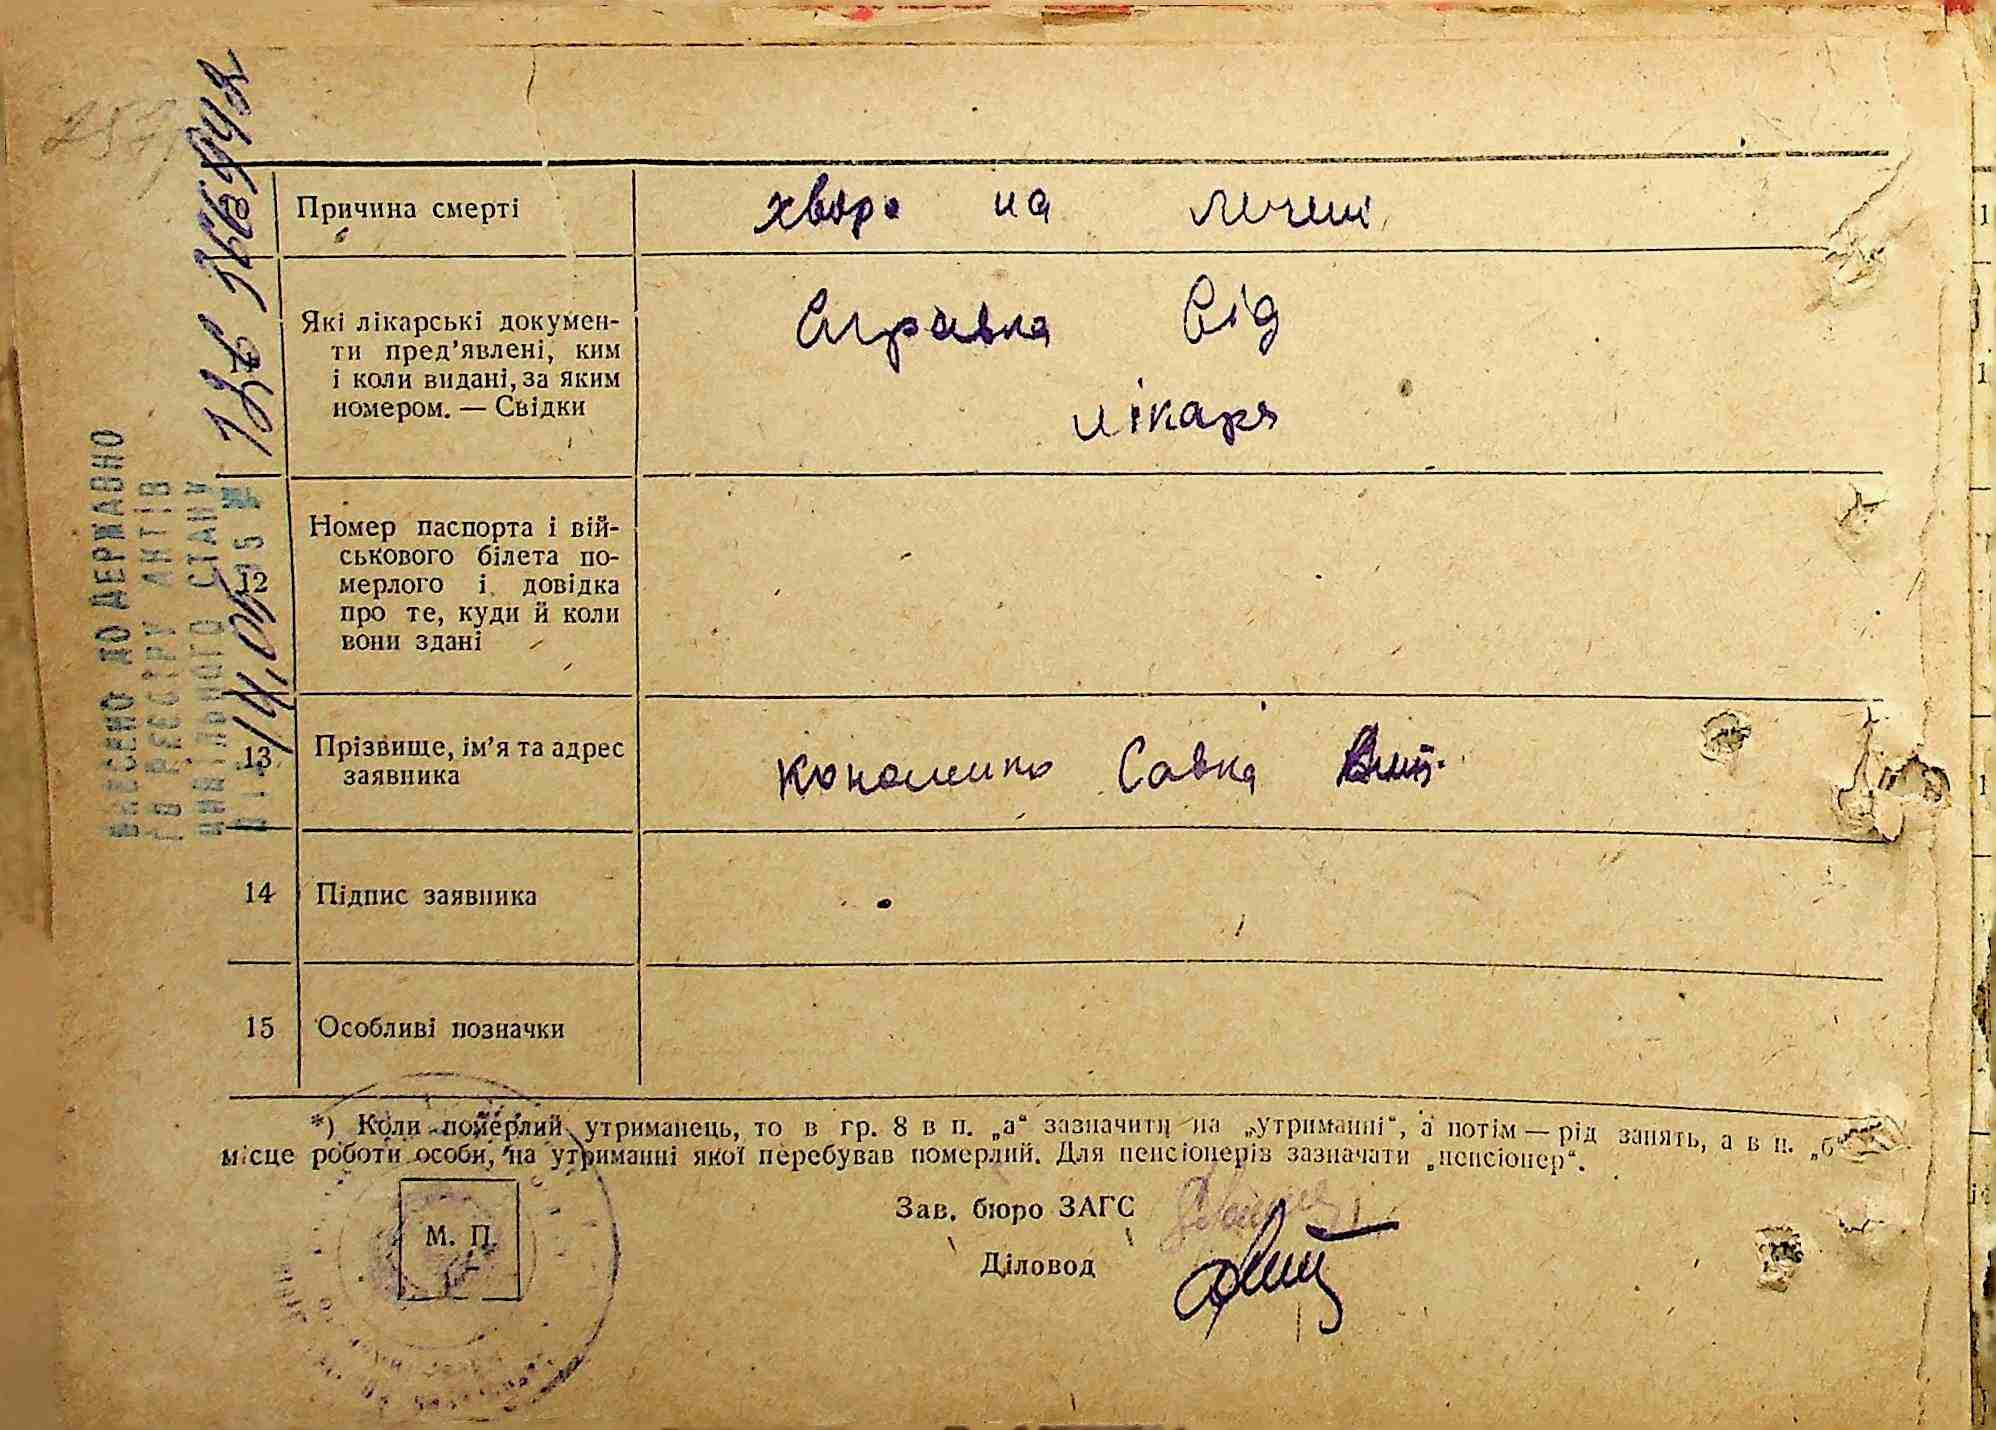 Причина смерті
хворо на лечені
Які лікарські докумен-
ти пред’явлені, ким
і коли видані, за яким
номером. — Свідки
Справка від
лікаря
12
Номер паспорта і вій-
ськового білета по-
мерлого і довідка
про те, куди й коли
вони здані
13
Прізвище, ім’я та адрес
заявника
Савка
14
Підпис заявника
15
Особливі позначки
*) Коли померлий утриманець, то в гр. 8 в п. „а“ зазначити на „утриманні“, а потім — рід занять, а в п. „б“
місце роботи особи, на утриманні якої перебував померлий. Для пенсіонерів зазначати „пенсіонер“.
М. П.
Зав. бюро ЗАГС
Діловод
ВНЕСЕНО ДО ДЕРЖАВНО
ГО РЕЄСТРУ АКТІВ
ЦИВІЛЬНОГО СТАНУ